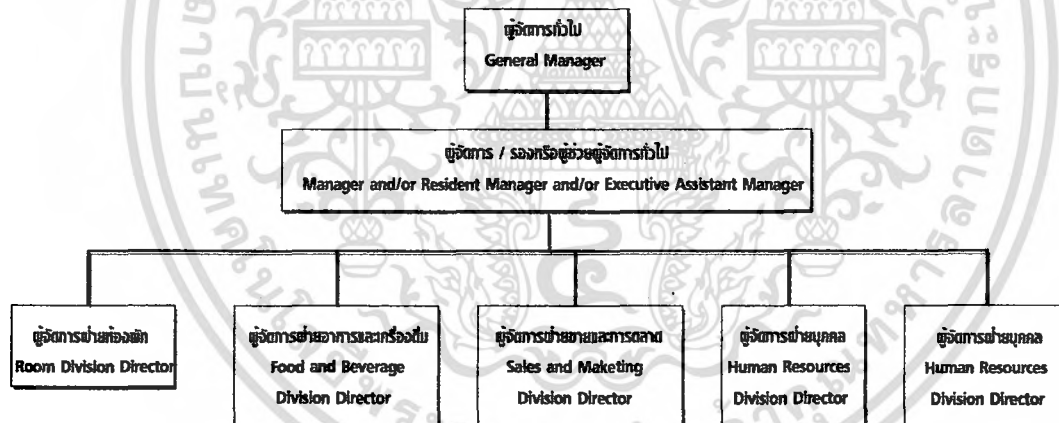 ผู้จัดการทั่วไป
General Manager
ผู้จัดการ / รองหรือผู้ช่วยผู้จัดการทั่วไป
Manager and/or Resident Manager and/or Executive Assistant Manager
ผู้จัดการฝ่ายห้องพัก
Room Division Director
ผู้จัดการฝ่ายอาหารและเครื่องดื่ม
Food and Beverage
Division Director
ผู้จัดการฝ่ายขายและการตลาด
Sales and Maketing
Division Director
ผู้จัดการฝ่ายบุคคล
Human Resources
Division Director
ผู้จัดการฝ่ายบุคคล
Human Resources
Division Director